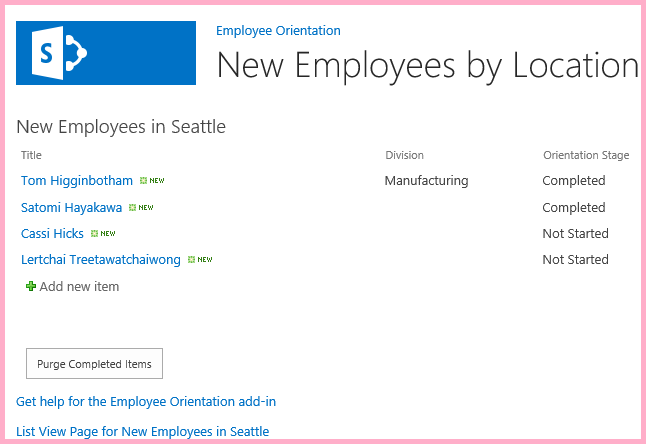 S
Employee Orientation
New Employees by Location
New Employees in Seattle
Title Division Orientation Stage
Tom Higginbotham NEW Manufacturing Completed
Satomi Hayakawa NEW Completed
Cassi Hicks NEW Not Started
Lertchai Treetawatchaiwong NEW Not Started
Add new item
Purge Completed Items
Get help for the Employee Orientation add-in
List View Page for New Employees in Seattle